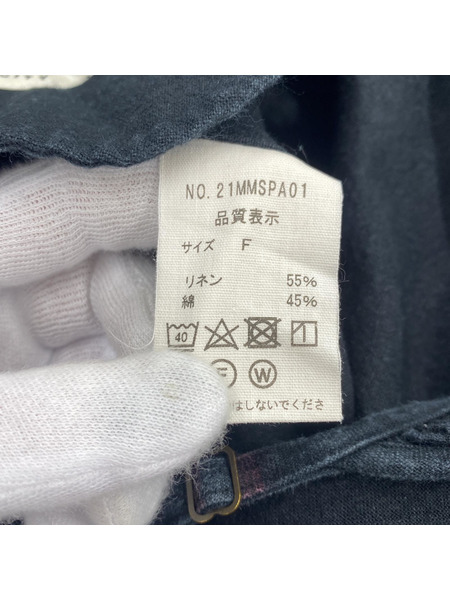 NO.21MMSPA01
品質表示
サイズ F
リネン 55%
綿 45%
40
F W
はしないでくださ